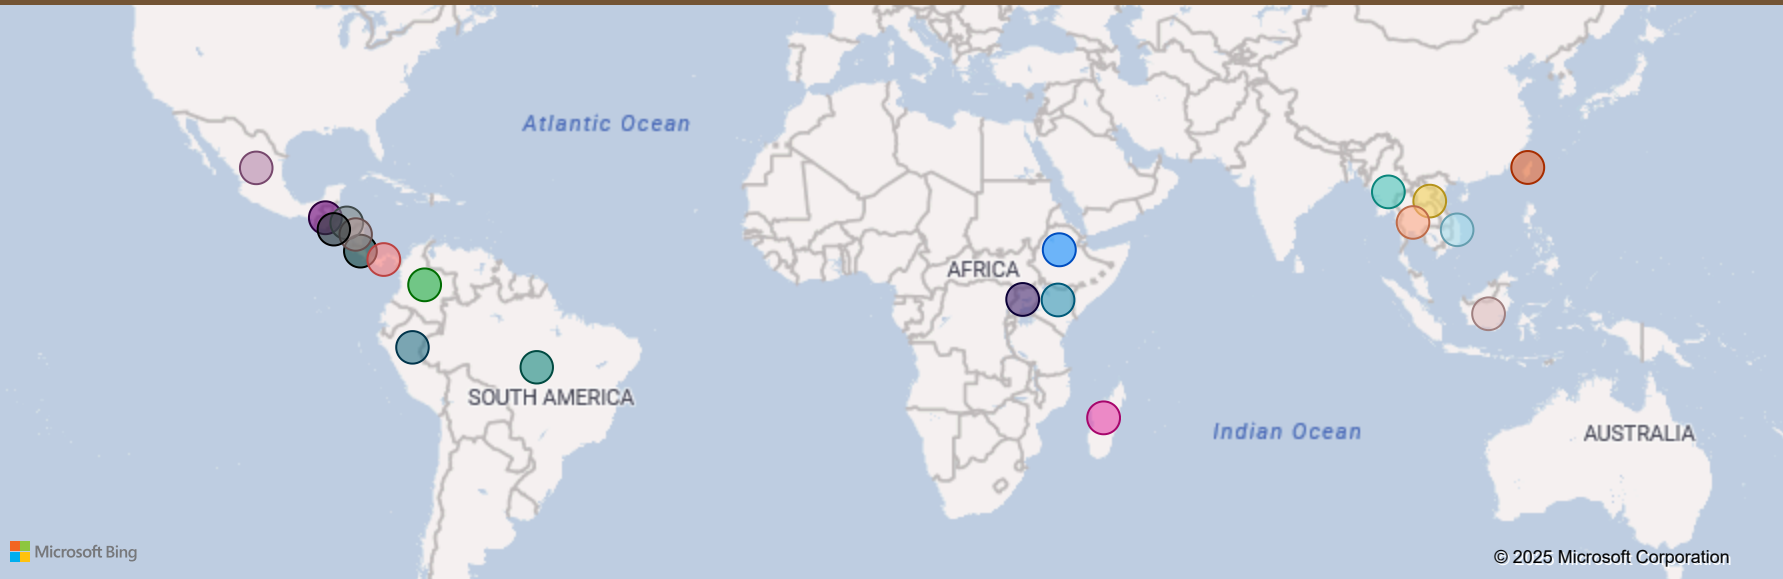 Atlantic Ocean
AFRICA
SOUTH AMERICA
Indian Ocean
AUSTRALIA
Microsoft Bing
© 2025 Microsoft Corporation